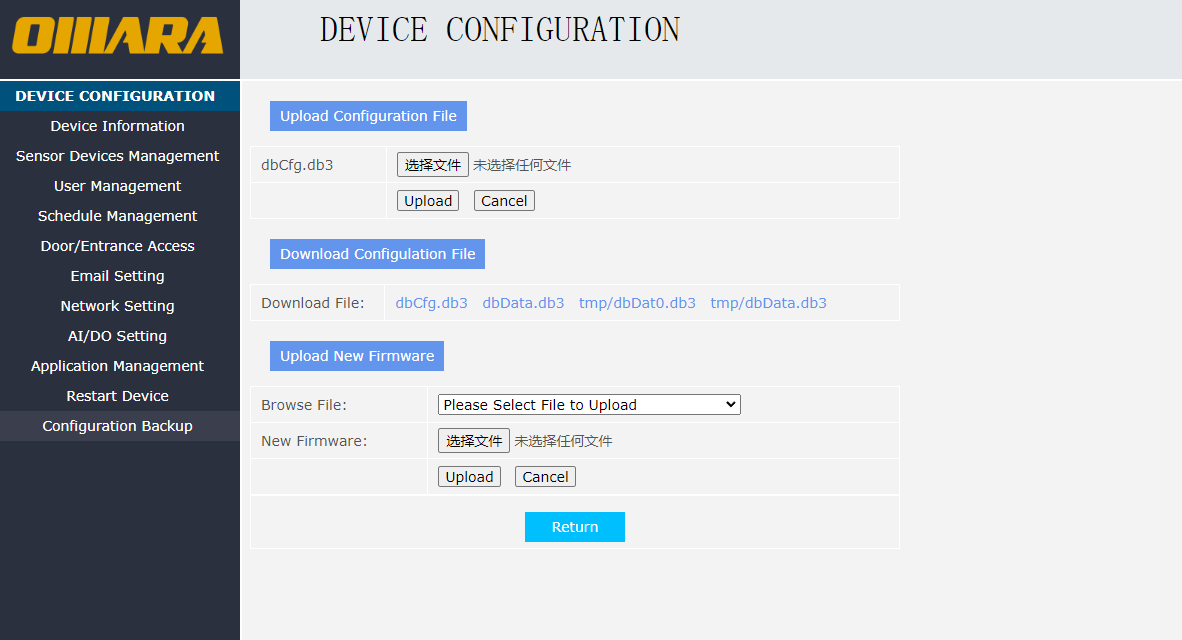 OMARA
DEVICE CONFIGURATION
DEVICE CONFIGURATION
Device Information
Sensor Devices Management
User Management
Schedule Management
Door/Entrance Access
Email Setting
Network Setting
AI/DO Setting
Application Management
Restart Device
Configuration Backup
Upload Configuration File
dbCfg.db3 选择文件 未选择任何文件
Upload Cancel
Download Configulation File
Download File: dbCfg.db3 dbData.db3 tmp/dbDat0.db3 tmp/dbData.db3
Upload New Firmware
Browse File: Please Select File to Upload
New Firmware: 选择文件 未选择任何文件
Upload Cancel
Return